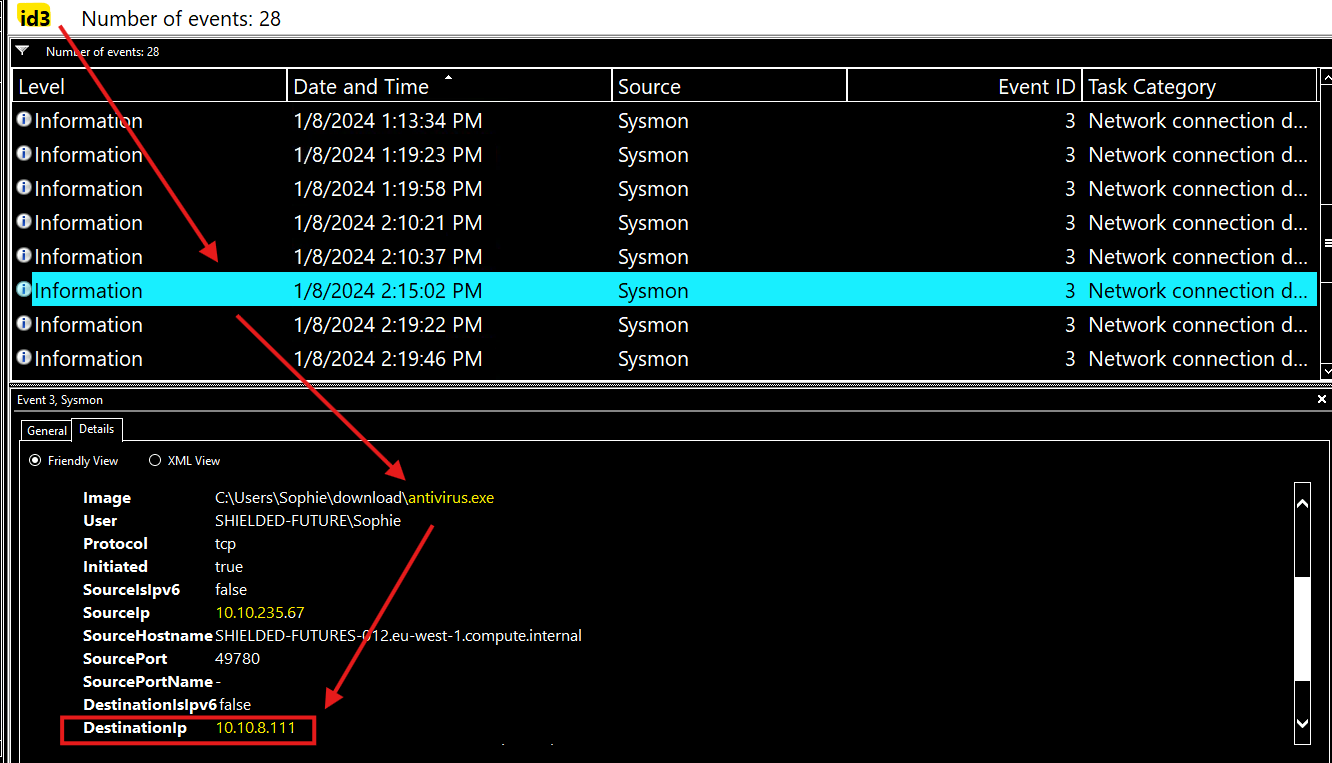 id3 Number of events: 28
Number of events: 28
Level Date and Time Source Event ID Task Category
Information 1/8/2024 1:13:34 PM Sysmon 3 Network connection d...
Information 1/8/2024 1:19:23 PM Sysmon 3 Network connection d...
Information 1/8/2024 1:19:58 PM Sysmon 3 Network connection d...
Information 1/8/2024 2:10:21 PM Sysmon 3 Network connection d...
Information 1/8/2024 2:10:37 PM Sysmon 3 Network connection d...
Information 1/8/2024 2:15:02 PM Sysmon 3 Network connection d...
Information 1/8/2024 2:19:22 PM Sysmon 3 Network connection d...
Information 1/8/2024 2:19:46 PM Sysmon 3 Network connection d...
Event 3, Sysmon
General Details
Friendly View XML View
Image C:\Users\Sophie\download\antivirus.exe
User SHIELDED-FUTURE\Sophie
Protocol tcp
Initiated true
SourceIsIpv6 false
SourceIp 10.10.235.67
SourceHostname SHIELDED-FUTURES-012.eu-west-1.compute.internal
SourcePort 49780
SourcePortName -
DestinationIsIpv6 false
DestinationIp 10.10.8.111